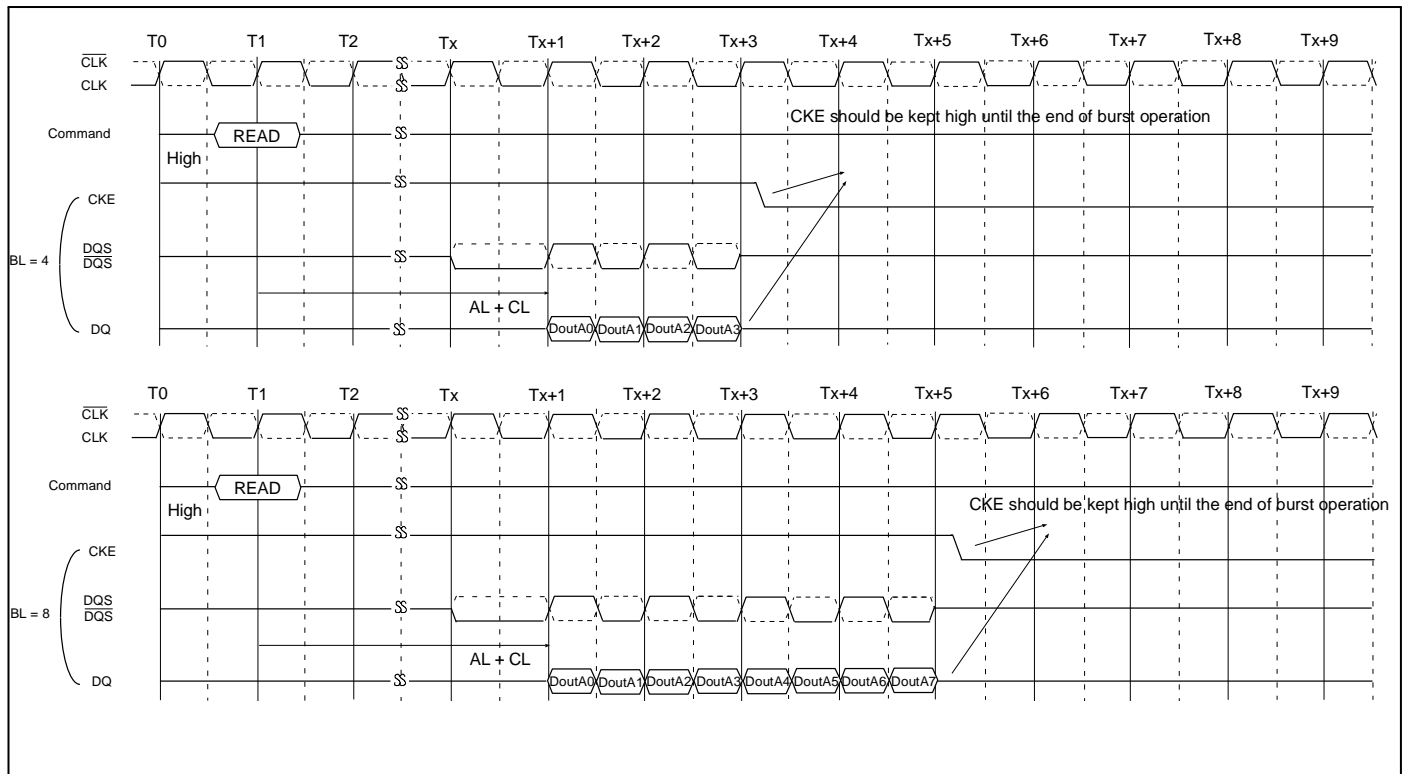 T0 T1 T2 Tx Tx+1 Tx+2 Tx+3 Tx+4 Tx+5 Tx+6 Tx+7 Tx+8 Tx+9
CLK
CLK
CKE should be kept high until the end of burst operation
Command READ
High
CKE
DQS
BL = 4
DQS
AL + CL
DQ DoutA0 DoutA1 DoutA2 DoutA3
T0 T1 T2 Tx Tx+1 Tx+2 Tx+3 Tx+4 Tx+5 Tx+6 Tx+7 Tx+8 Tx+9
CLK
CLK
Command READ
CKE should be kept high until the end of burst operation
High
CKE
DQS
BL = 8
DQS
AL + CL
DQ DoutA0 DoutA1 DoutA2 DoutA3 DoutA4 DoutA5 DoutA6 DoutA7